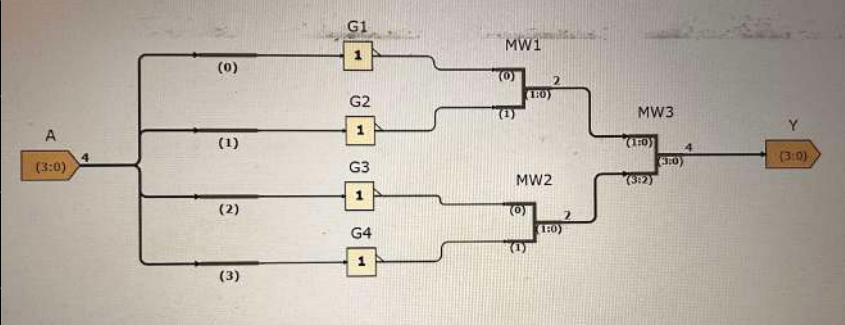 G1
1
(0)
MW1
(0)
2
(1:0)
(1)
G2
1
(1)
A
(3:0)
4
MW3
(1:0)
(3:0)
4
(3:2)
Y
(3:0)
G3
1
(2)
MW2
(0)
2
(1:0)
(1)
G4
1
(3)